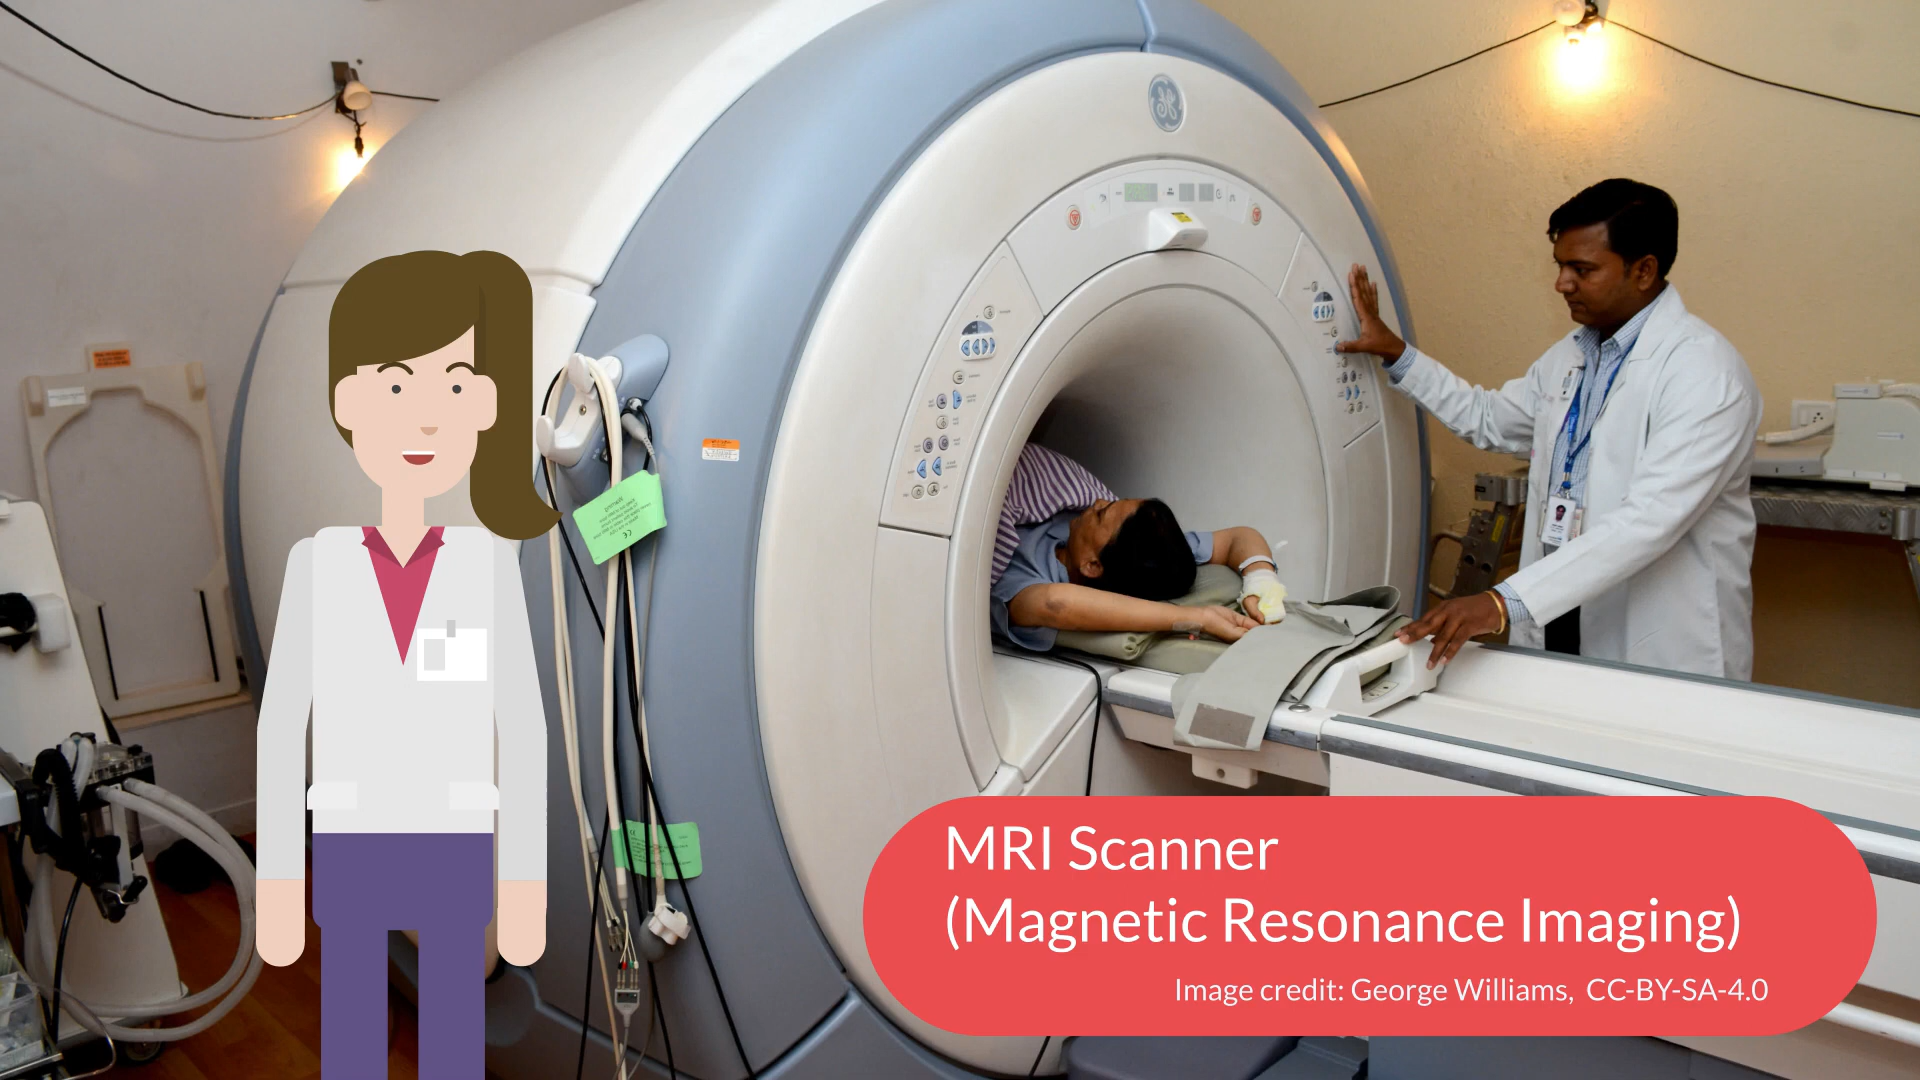 MRI Scanner
(Magnetic Resonance Imaging)
Image credit: George Williams, CC-BY-SA-4.0